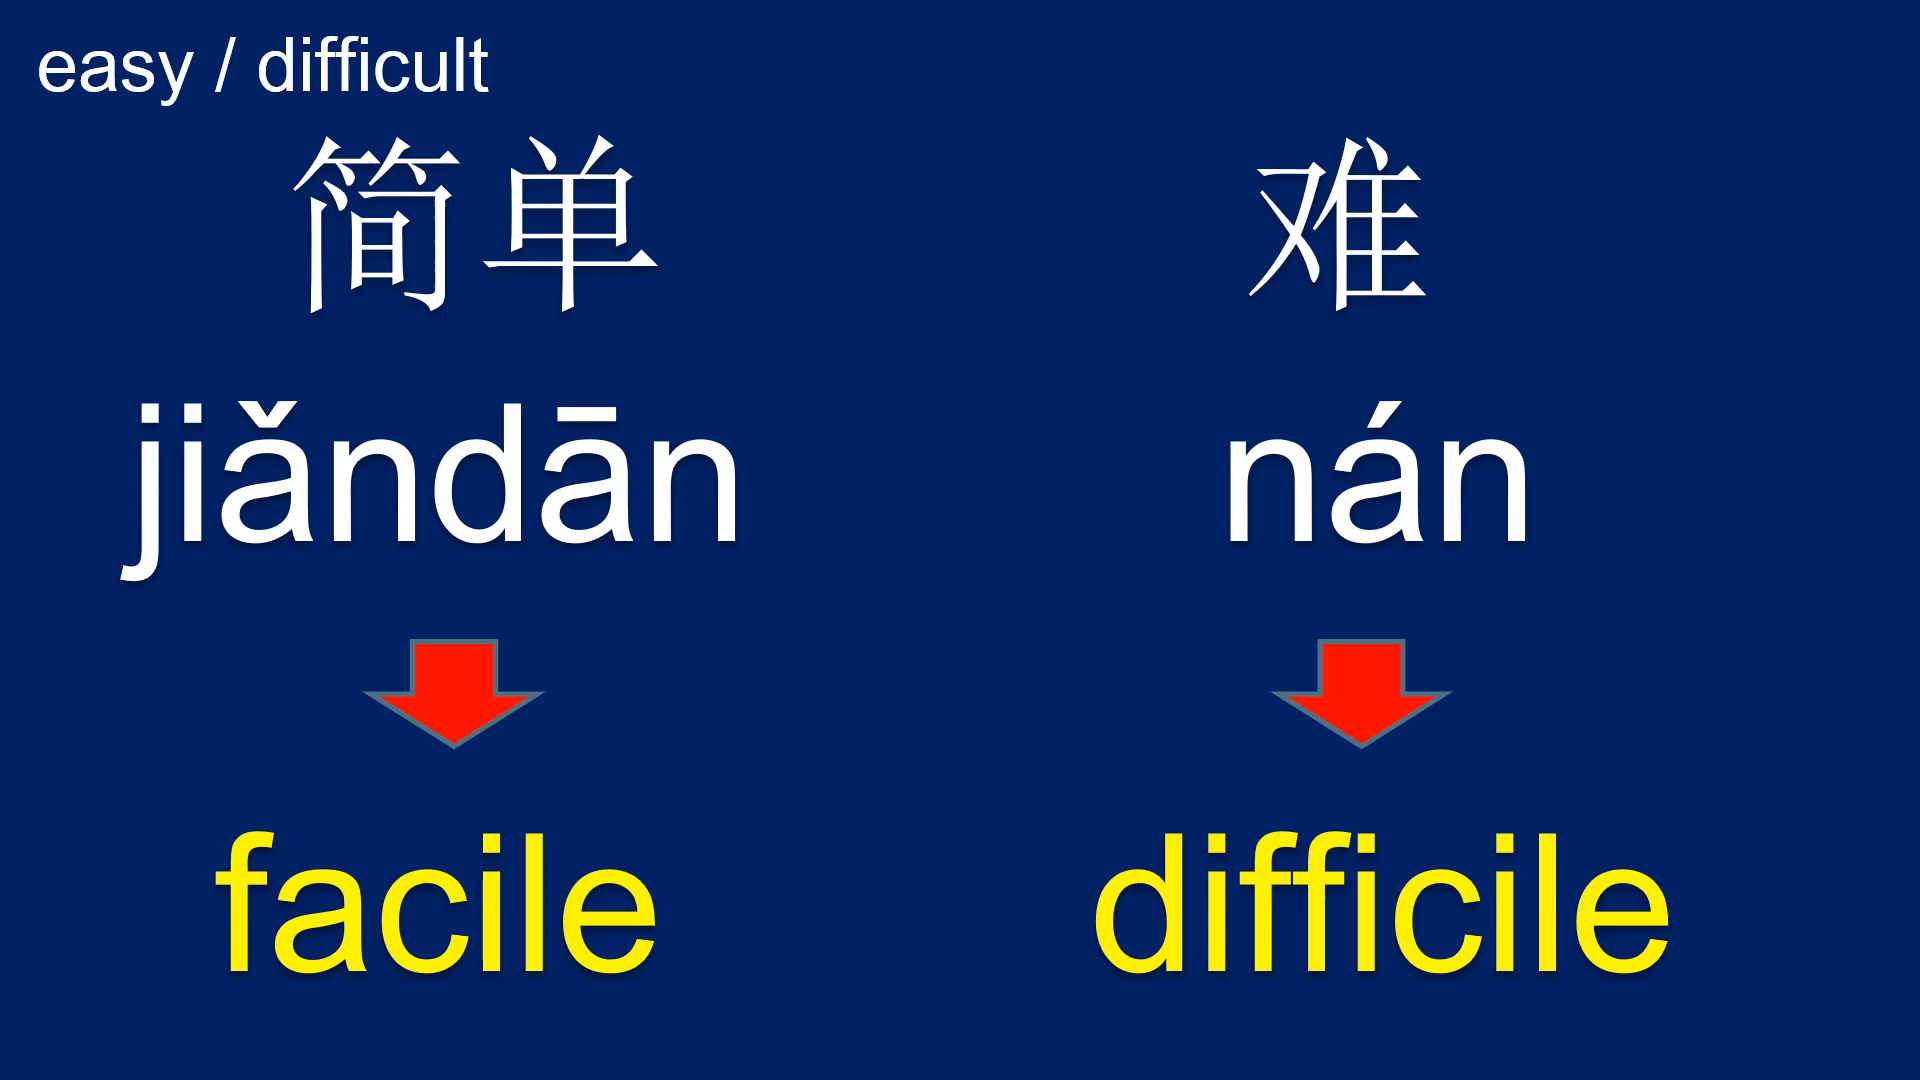 easy / difficult
简单 难
jiǎndān nán
facile difficile